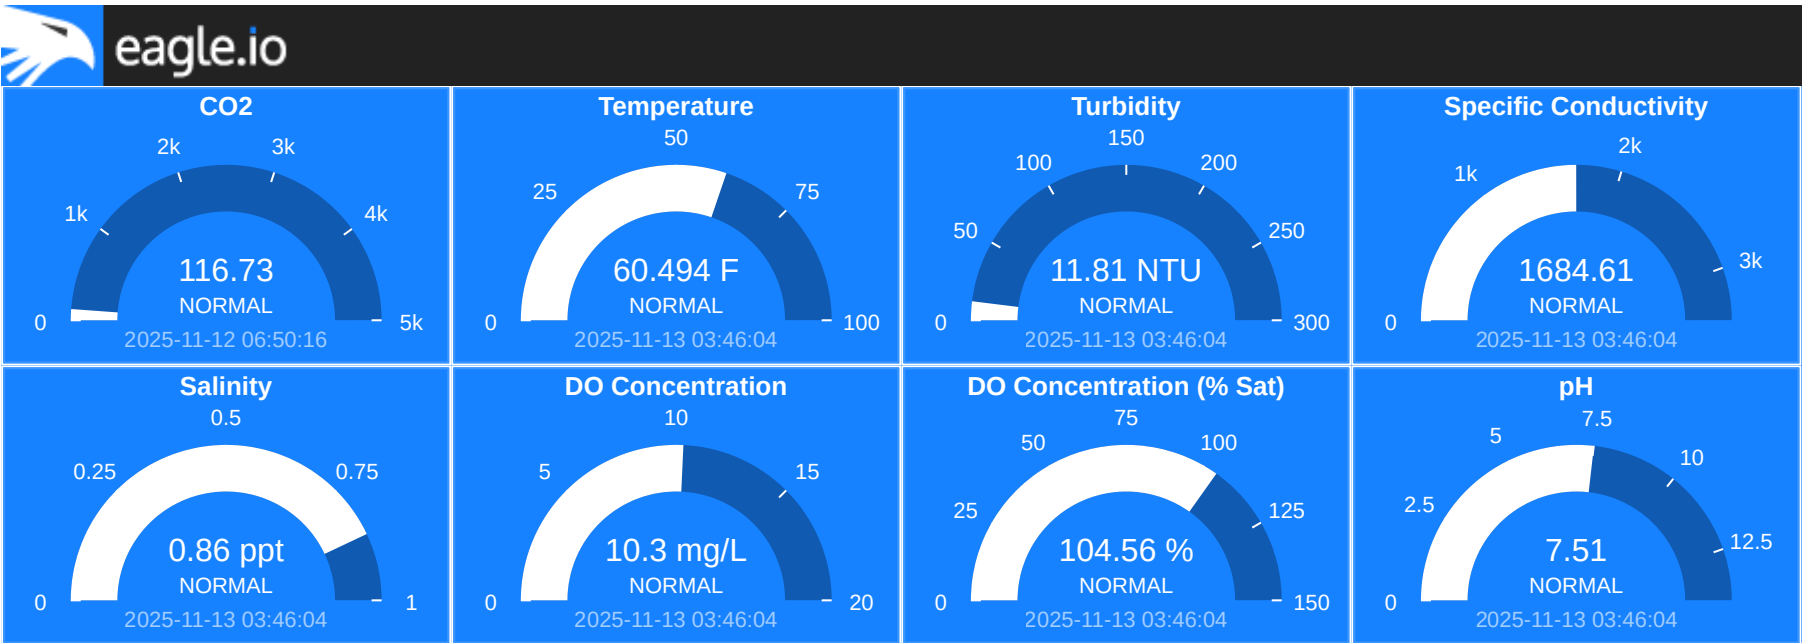 eagle.io
CO2
0
1k
2k
3k
4k
5k
116.73
NORMAL
2025-11-12 06:50:16
Temperature
0
25
50
75
100
60.494 F
NORMAL
2025-11-13 03:46:04
Turbidity
0
50
100
150
200
250
300
11.81 NTU
NORMAL
2025-11-13 03:46:04
Specific Conductivity
0
1k
2k
3k
1684.61
NORMAL
2025-11-13 03:46:04
Salinity
0
0.25
0.5
0.75
1
0.86 ppt
NORMAL
2025-11-13 03:46:04
DO Concentration
0
5
10
15
20
10.3 mg/L
NORMAL
2025-11-13 03:46:04
DO Concentration (% Sat)
0
25
50
75
100
125
150
104.56 %
NORMAL
2025-11-13 03:46:04
pH
0
2.5
5
7.5
10
12.5
7.51
NORMAL
2025-11-13 03:46:04